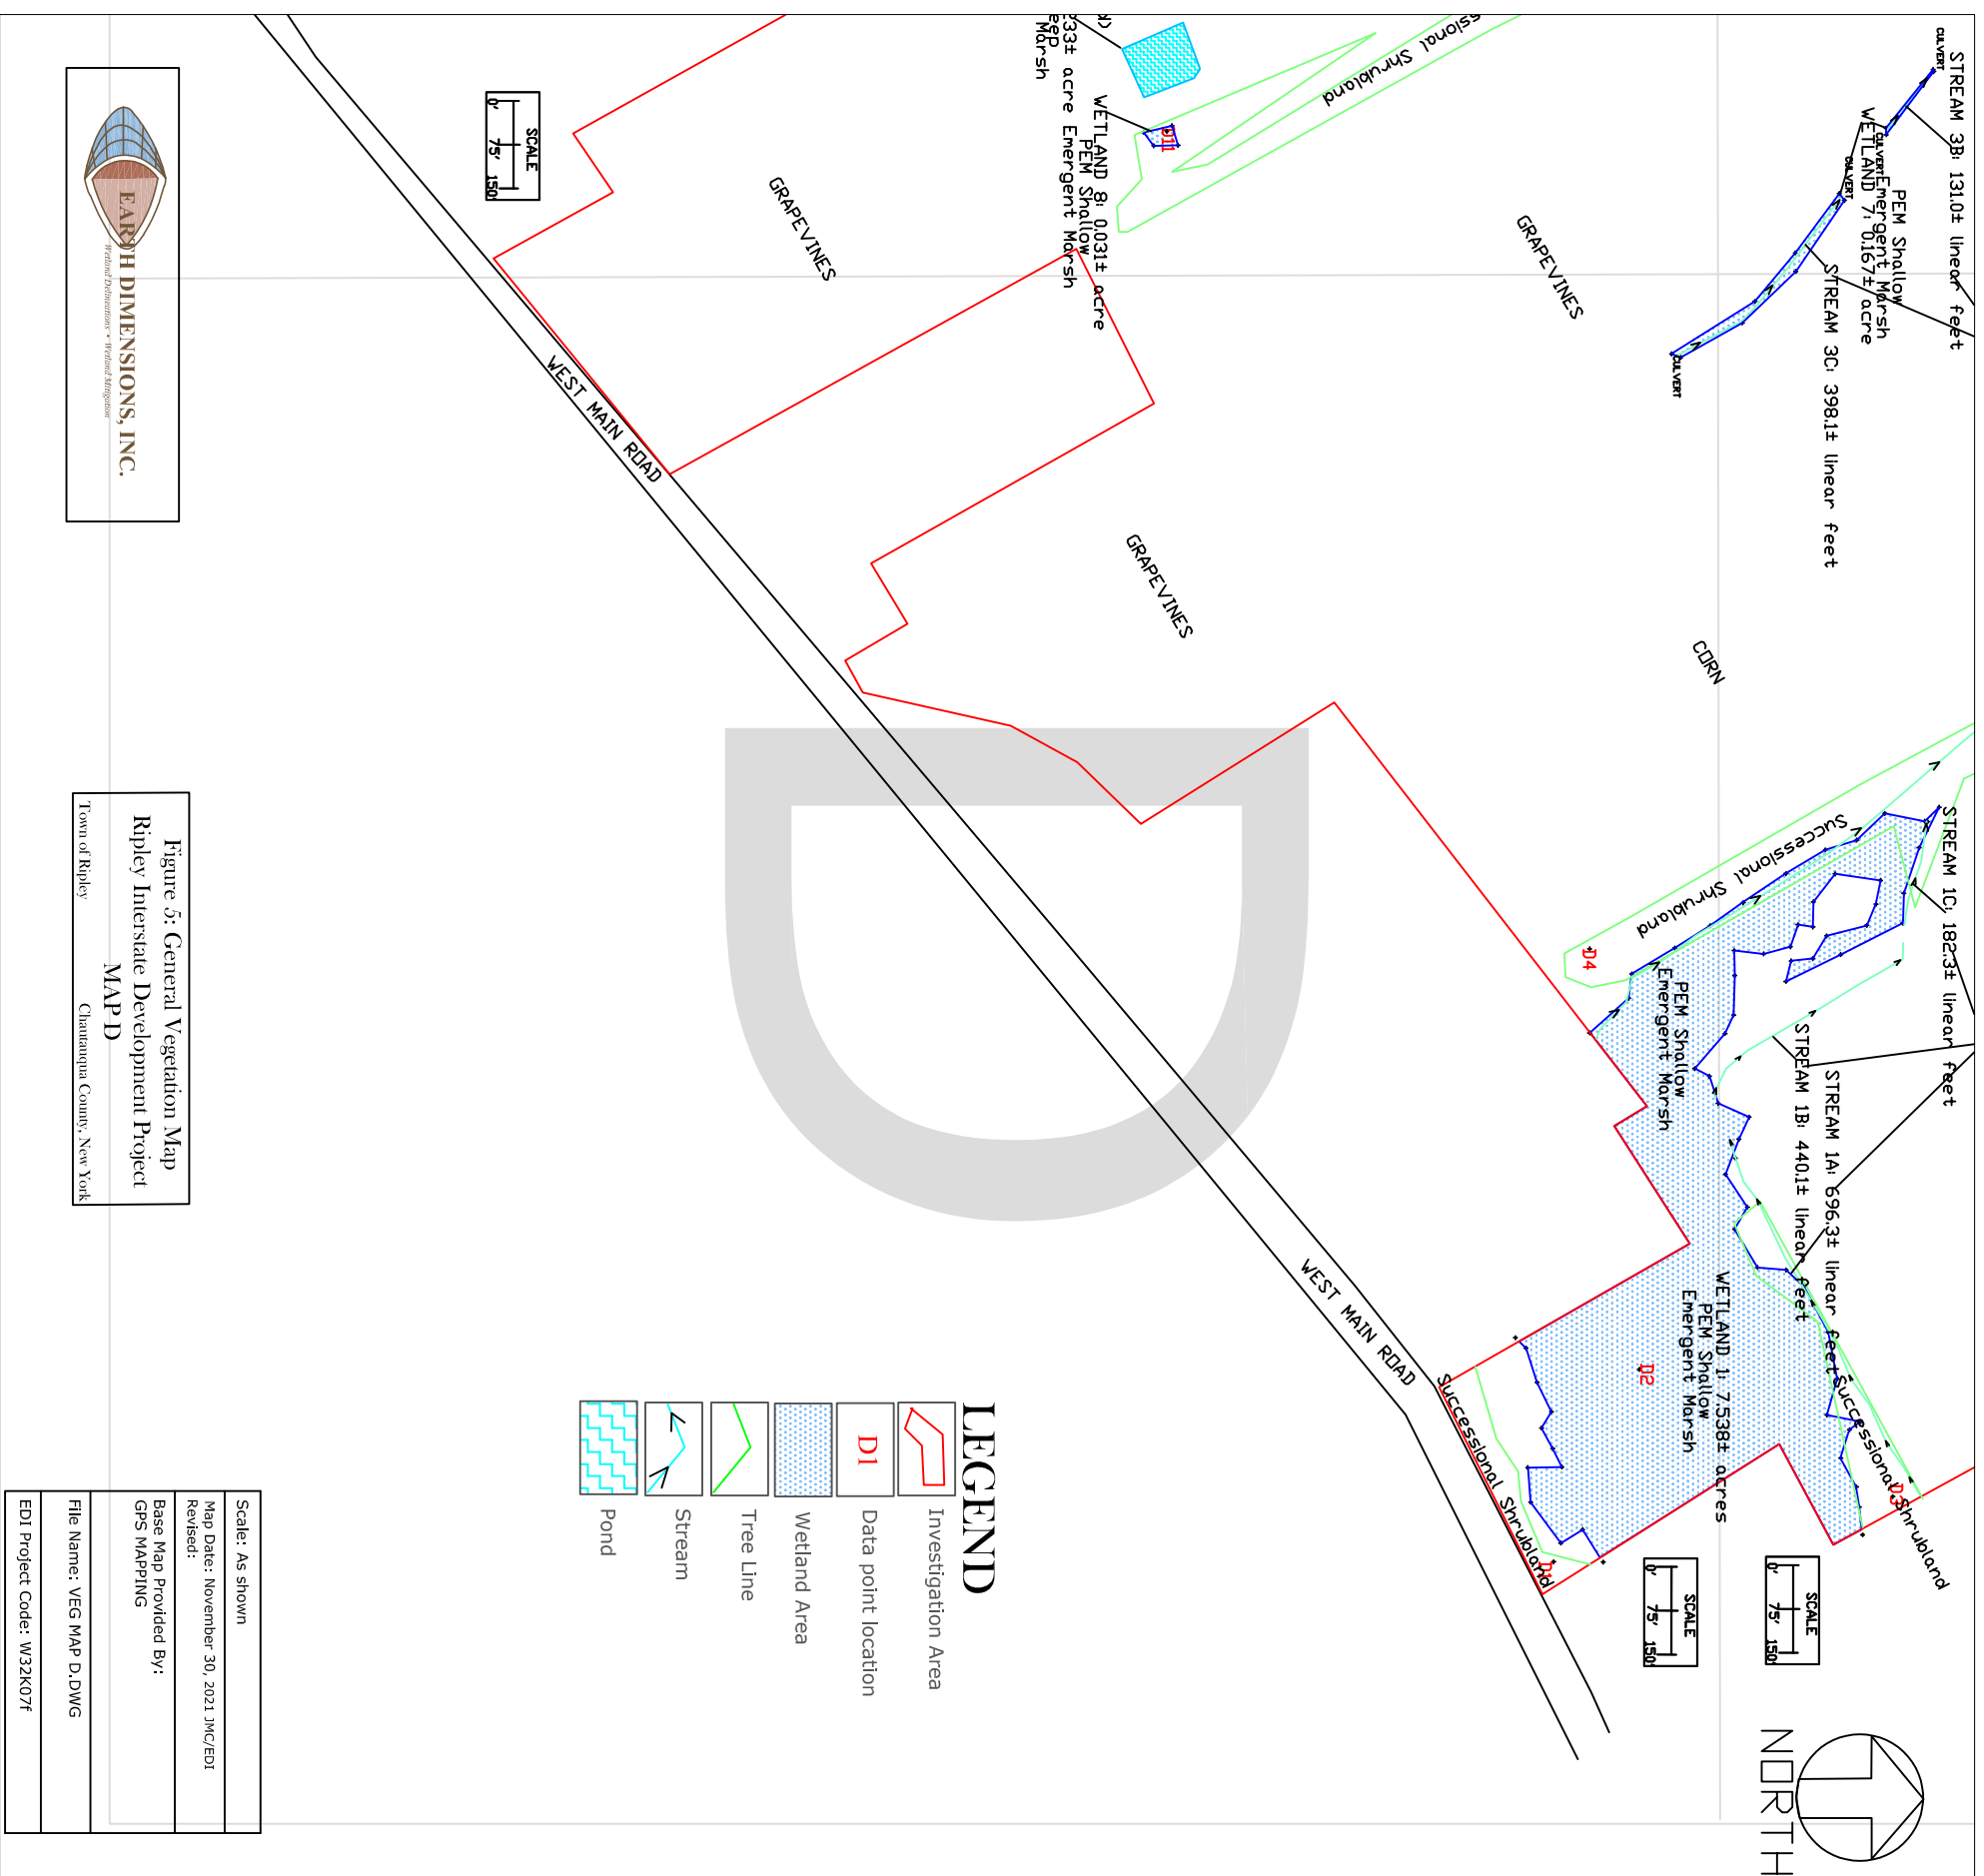 CULVERT
STREAM 3B: 131.0± linear feet
PEM Shallow
Emergent Marsh
WETLAND 7: 0.167± acre
CULVERT
CULVERT
STREAM 3C: 398.1± linear feet
CULVERT
Successional Shrubland
D11
WETLAND 8: 0.031± acre
PEM Shallow
Emergent Marsh
acre
Marsh
GRAPEVINES
GRAPEVINES
GRAPEVINES
CORN
SCALE
0' 75' 150'
WEST MAIN ROAD
EARTH DIMENSIONS, INC.
Wetland Delineations • Wetland Mitigation
STREAM 1C: 182.3± linear feet
Successional Shrubland
D4
PEM Shallow
Emergent Marsh
STREAM 1A: 696.3± linear feet
STREAM 1B: 440.1± linear feet
WETLAND 1: 7.538± acres
PEM Shallow
Emergent Marsh
D2
Successional Shrubland
D3
Successional Shrubland
D1
WEST MAIN ROAD
D
SCALE
0' 75' 150'
SCALE
0' 75' 150'
NORTH
LEGEND
Investigation Area
D1
Data point location
Wetland Area
Tree Line
Stream
Pond
Figure 5: General Vegetation Map
Ripley Interstate Development Project
MAP D
Town of Ripley Chautauqua County, New York
Scale: As shown
Map Date: November 30, 2021 JMC/EDI
Revised:
Base Map Provided By:
GPS MAPPING
File Name: VEG MAP D.DWG
EDI Project Code: W32K07f